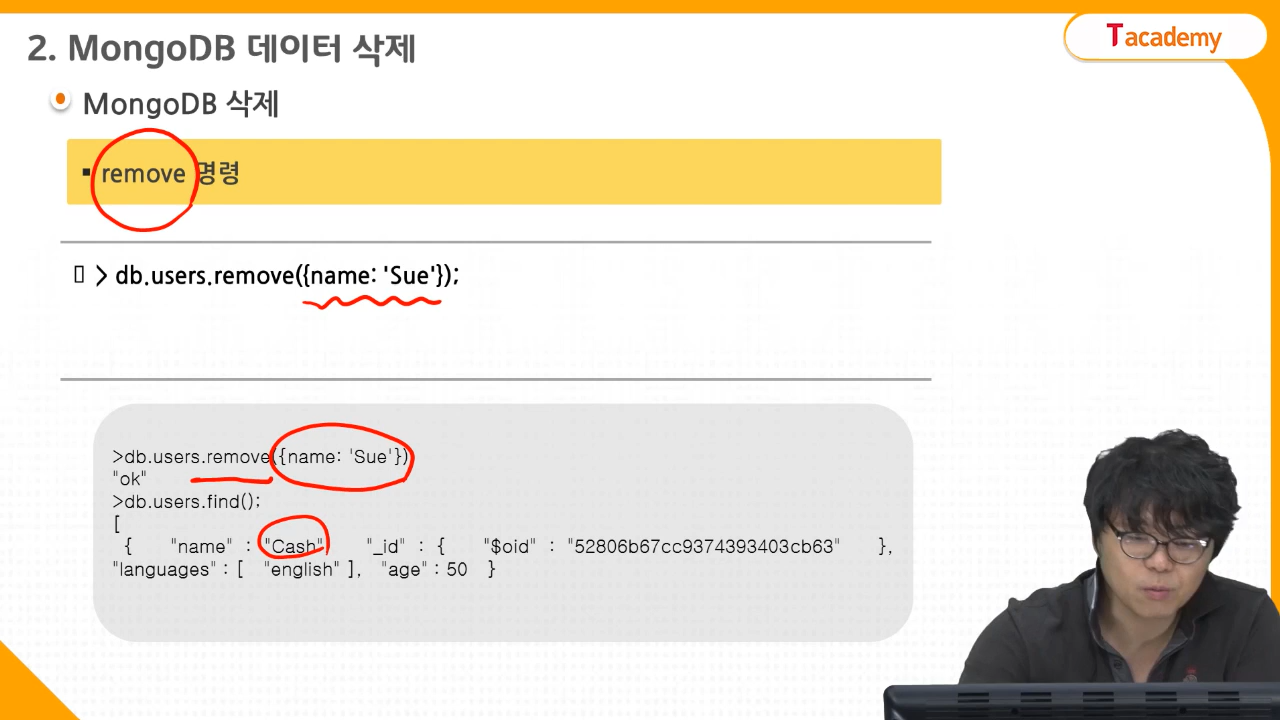 2. MongoDB 데이터 삭제
Tacademy
MongoDB 삭제
▪ remove 명령
▯ > db.users.remove({name: 'Sue'});
>db.users.remove({name: 'Sue'})
"ok"
>db.users.find();
[
{ "name" : "Cash", "_id" : { "$oid" : "52806b67cc9374393403cb63" },
"languages" : [ "english" ], "age" : 50 }